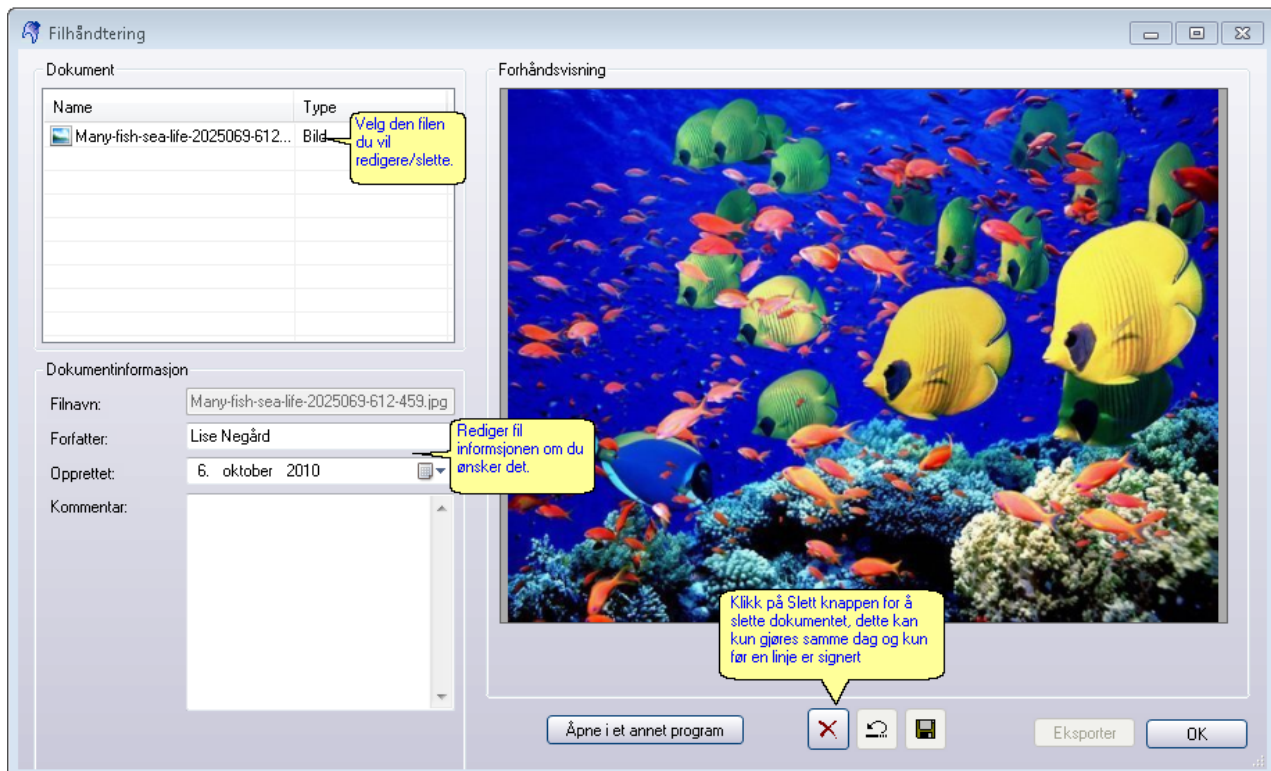 Filhåndtering
Dokument
Name Type
Many-fish-sea-life-2025069-612... Bild
Velg den filen
du vil
redigere/slette.
Dokumentinformasjon
Filnavn: Many-fish-sea-life-2025069-612-459.jpg
Forfatter: Lise Negård
Opprettet: 6. oktober 2010
Kommentar:
Rediger fil
informsjonen om du
ønsker det.
Forhåndsvisning
Klikk på Slett knappen for å
slette dokumentet, dette kan
kun gjøres samme dag og kun
før en linje er signert
Åpne i et annet program
Eksporter
OK